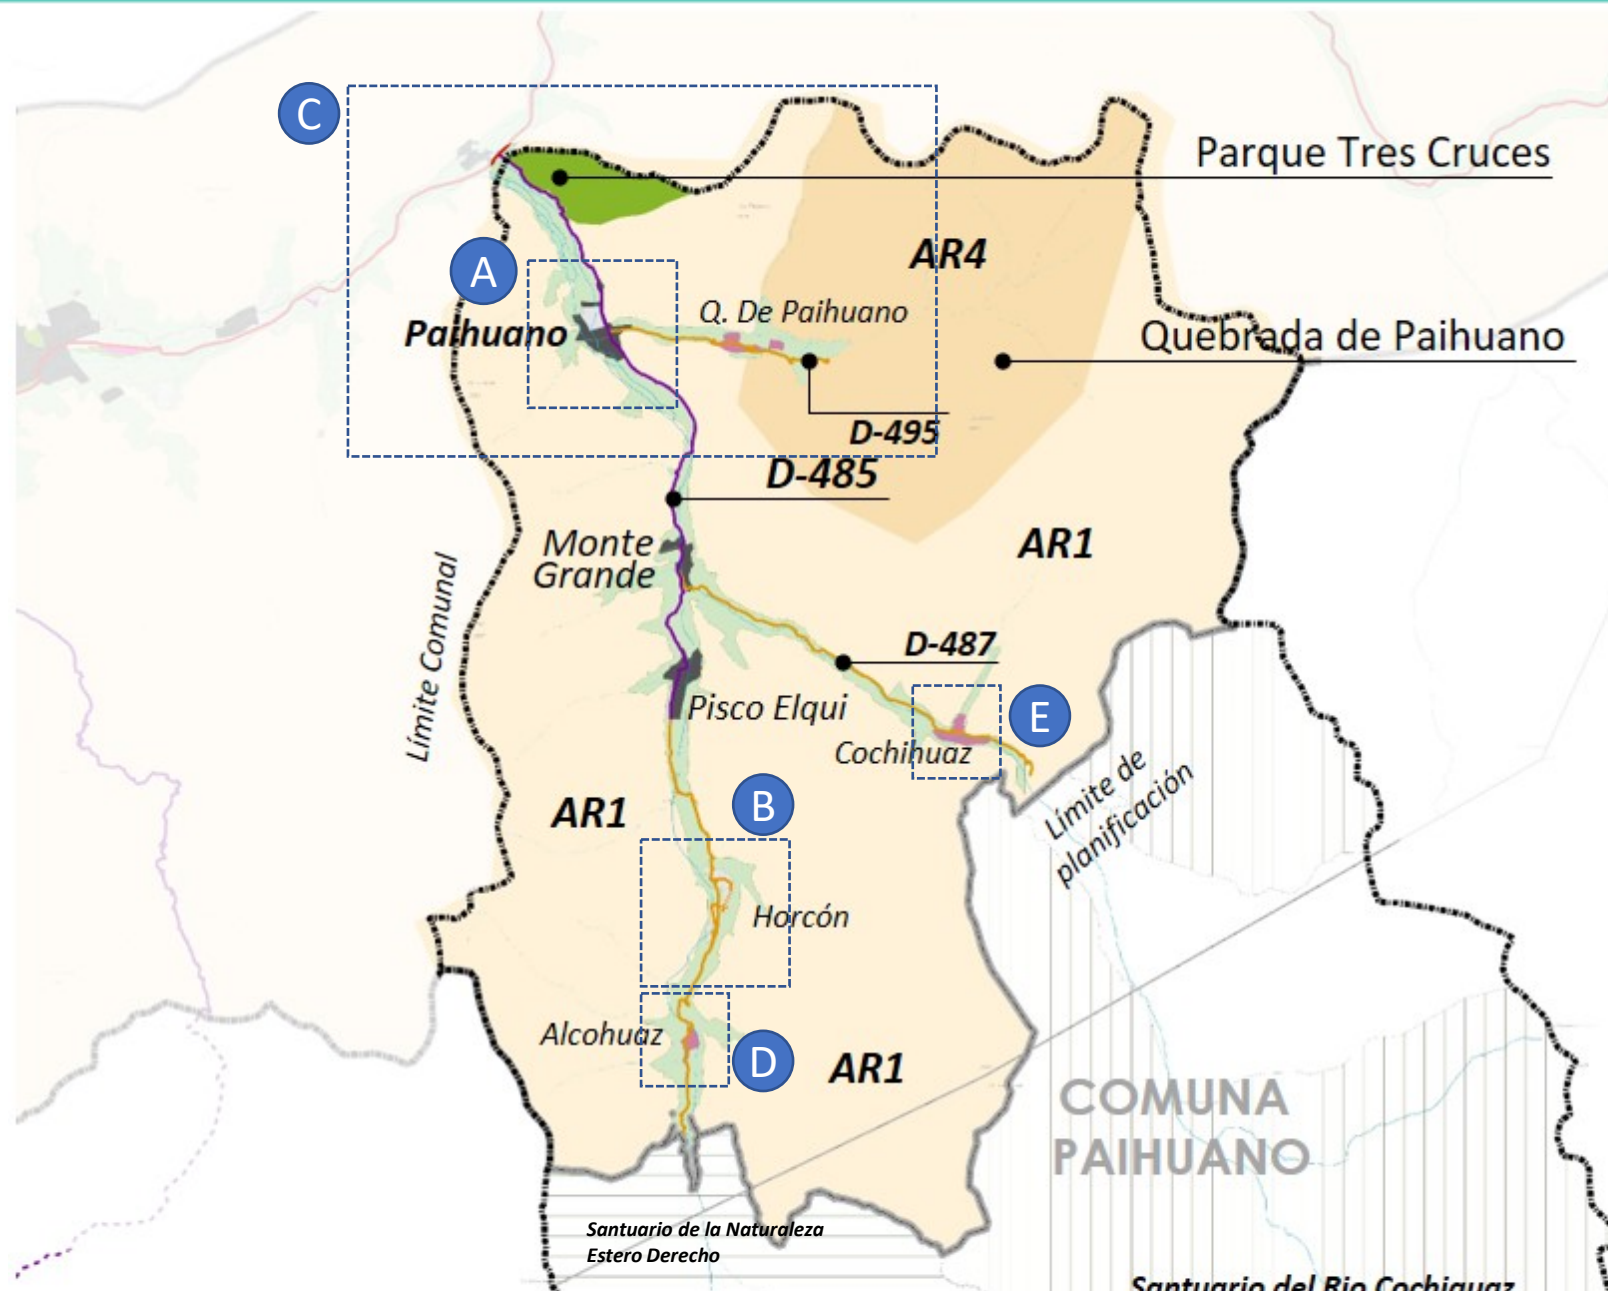 C
Parque Tres Cruces
A
AR4
Q. De Paihuano
Paihuano
Quebrada de Paihuano
D-495
D-485
Monte
Grande
AR1
Límite Comunal
D-487
Pisco Elqui
E
Cochihuaz
Límite de
planificación
AR1
B
Horcón
Alcohuaz
D
AR1
COMUNA
PAIHUANO
Santuario de la Naturaleza
Estero Derecho
Santuario del Rio Cochiguaz